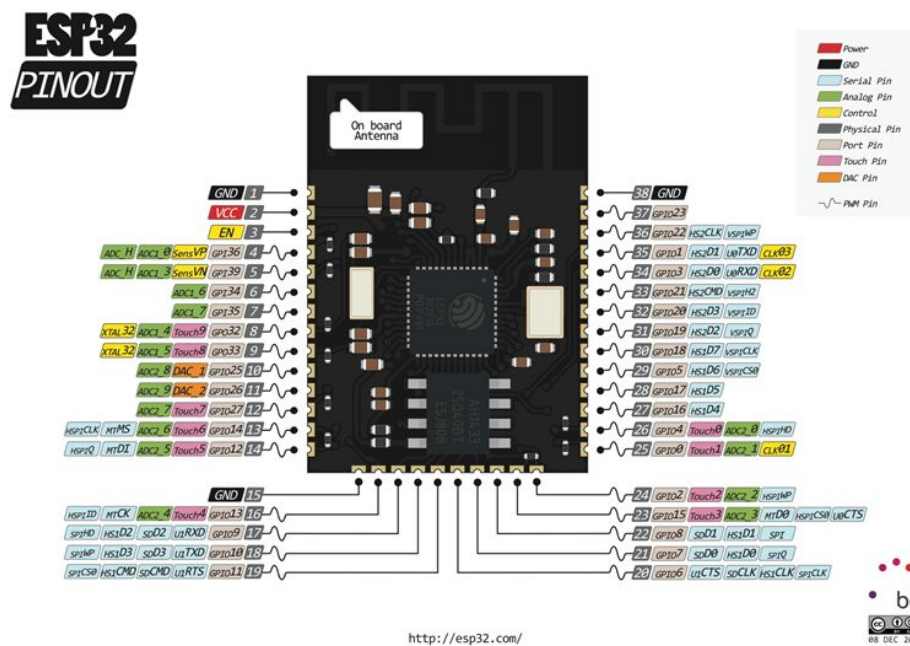 ESP32
PINOUT
Power
GND
Serial Pin
Analog Pin
Control
Physical Pin
Port Pin
Touch Pin
DAC Pin
PWM Pin
On board
Antenna
GND 1
VCC 2
EN 3
ADC_H ADC1_0 SensVP GPI36 4
ADC_H ADC1_3 SensVN GPI39 5
ADC1_6 GPI34 6
ADC1_7 GPI35 7
XTAL32 ADC1_4 Touch9 GPO32 8
XTAL32 ADC1_5 Touch8 GPO33 9
ADC2_8 DAC_1 GPIO25 10
ADC2_9 DAC_2 GPIO26 11
ADC2_7 Touch7 GPIO27 12
HSPICLK MTMS ADC2_6 Touch6 GPIO14 13
HSPIQ MTDI ADC2_5 Touch5 GPIO12 14
38 GND
37 GPIO23
36 GPIO22 HS2CLK VSPIWP
35 GPIO1 HS2D1 U0TXD CLK03
34 GPIO3 HS2D0 U0RXD CLK02
33 GPIO21 HS2CMD VSPIH2
32 GPIO20 HS2D3 VSPIID
31 GPIO19 HS2D2 VSPIQ
30 GPIO18 HS1D7 VSPICLK
29 GPIO5 HS1D6 VSPICS0
28 GPIO17 HS1D5
27 GPIO16 HS1D4
26 GPIO4 Touch0 ADC2_0 HSPIHD
25 GPIO0 Touch1 ADC2_1 CLK01
GND 15
HSPIID MTCK ADC2_4 Touch4 GPIO13 16
SPIHD HS1D2 SDD2 U1RXD GPIO9 17
SPIWP HS1D3 SDD3 U1TXD GPIO10 18
SPICS0 HS1CMD SDCMD U1RTS GPIO11 19
24 GPIO2 Touch2 ADC2_2 HSPIWP
23 GPIO15 Touch3 ADC2_3 MTD0 HSPICS0 U0CTS
22 GPIO8 SDD1 HS1D1 SPI
21 GPIO7 SDD0 HS1D0 SPIQ
20 GPIO6 U1CTS SDCLK HS1CLK SPICLK
http://esp32.com/
b
08 DEC